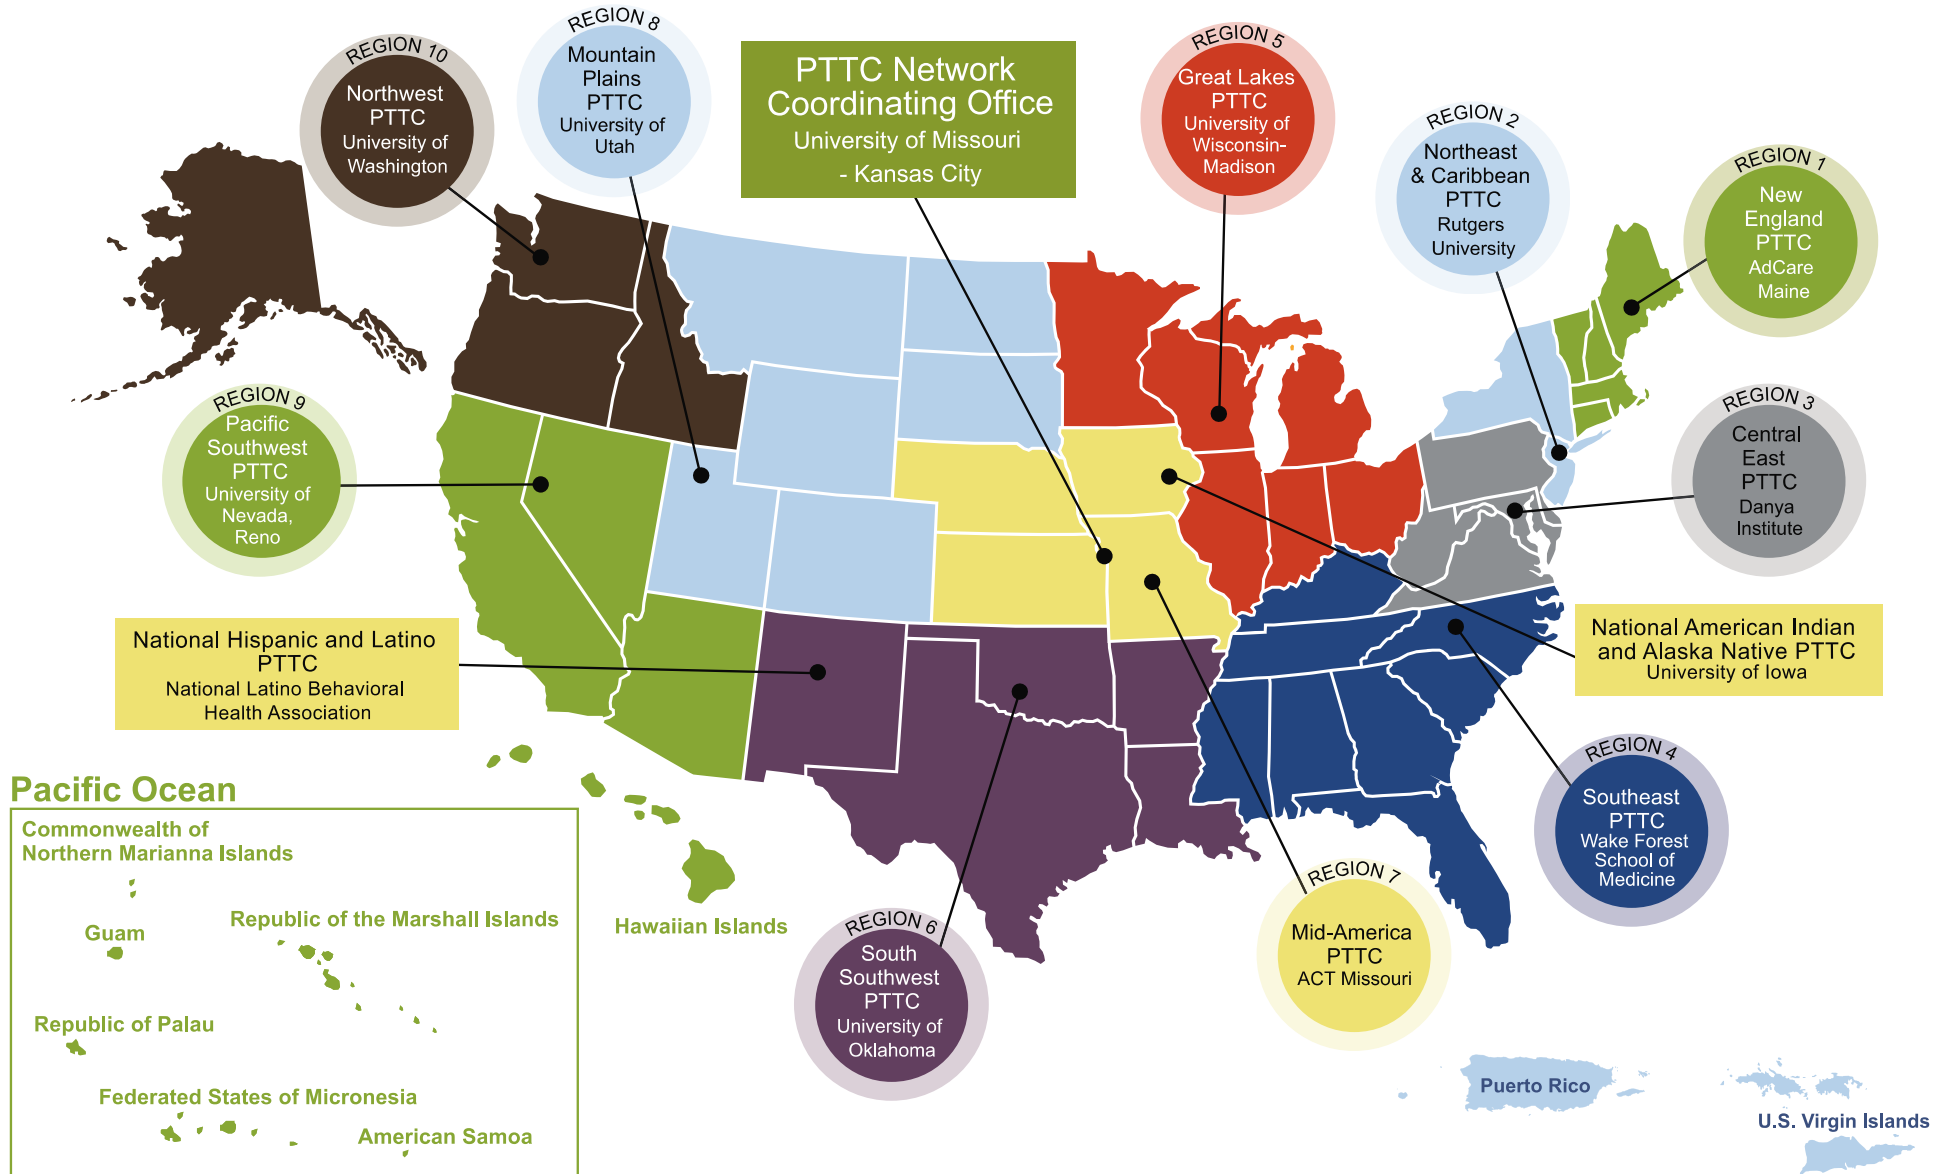 REGION 10
Northwest
PTTC
University of
Washington
REGION 8
Mountain
Plains
PTTC
University of
Utah
PTTC Network
Coordinating Office
University of Missouri
- Kansas City
REGION 5
Great Lakes
PTTC
University of
Wisconsin-
Madison
REGION 2
Northeast
& Caribbean
PTTC
Rutgers
University
REGION 1
New
England
PTTC
AdCare
Maine
REGION 9
Pacific
Southwest
PTTC
University of
Nevada,
Reno
REGION 3
Central
East
PTTC
Danya
Institute
National Hispanic and Latino
PTTC
National Latino Behavioral
Health Association
National American Indian
and Alaska Native PTTC
University of Iowa
REGION 4
Southeast
PTTC
Wake Forest
School of
Medicine
REGION 7
Mid-America
PTTC
ACT Missouri
REGION 6
South
Southwest
PTTC
University of
Oklahoma
Pacific Ocean
Commonwealth of
Northern Marianna Islands
Guam
Republic of the Marshall Islands
Republic of Palau
Federated States of Micronesia
American Samoa
Hawaiian Islands
Puerto Rico
U.S. Virgin Islands